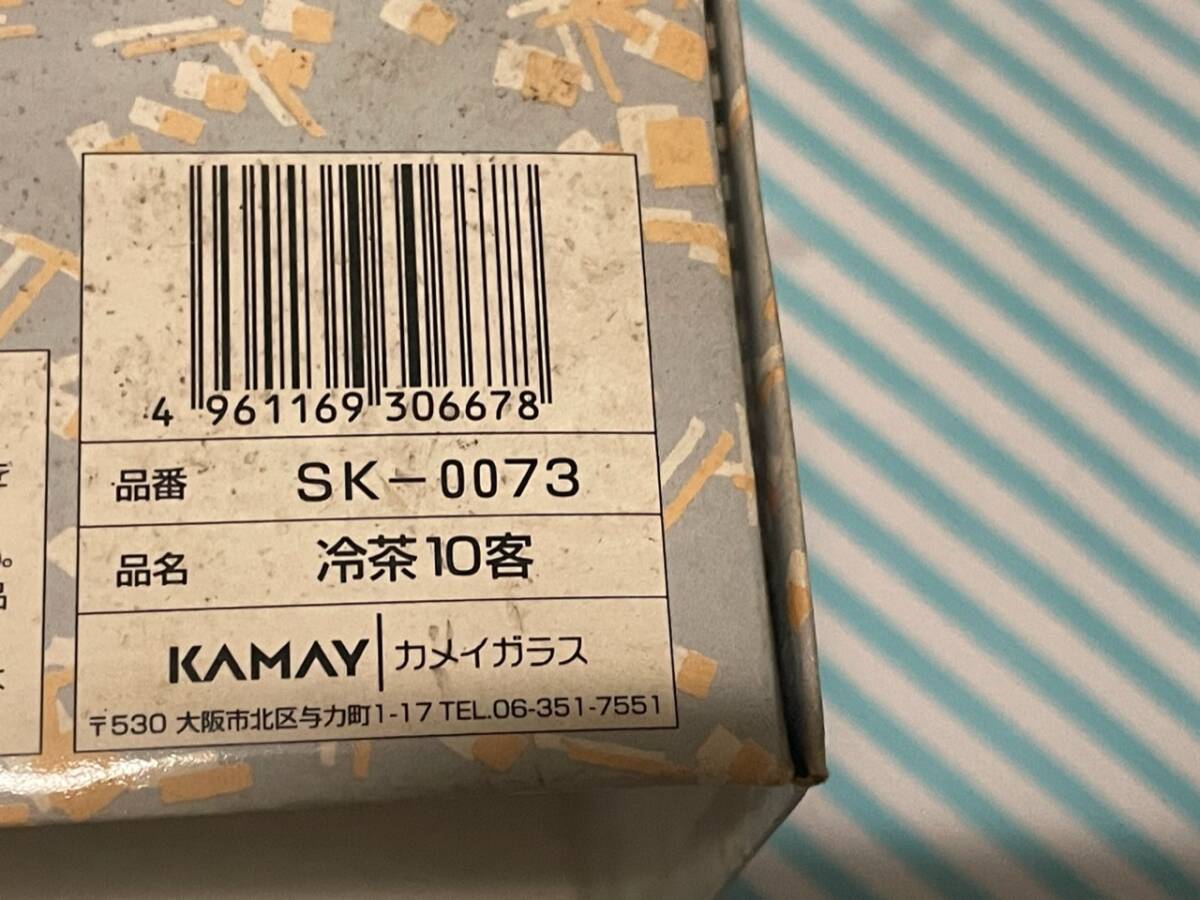 4 961169 306678
品番 SK-0073
品名 冷茶10客
KAMAY カメイガラス
〒530 大阪市北区与力町1-17 TEL.06-351-7551